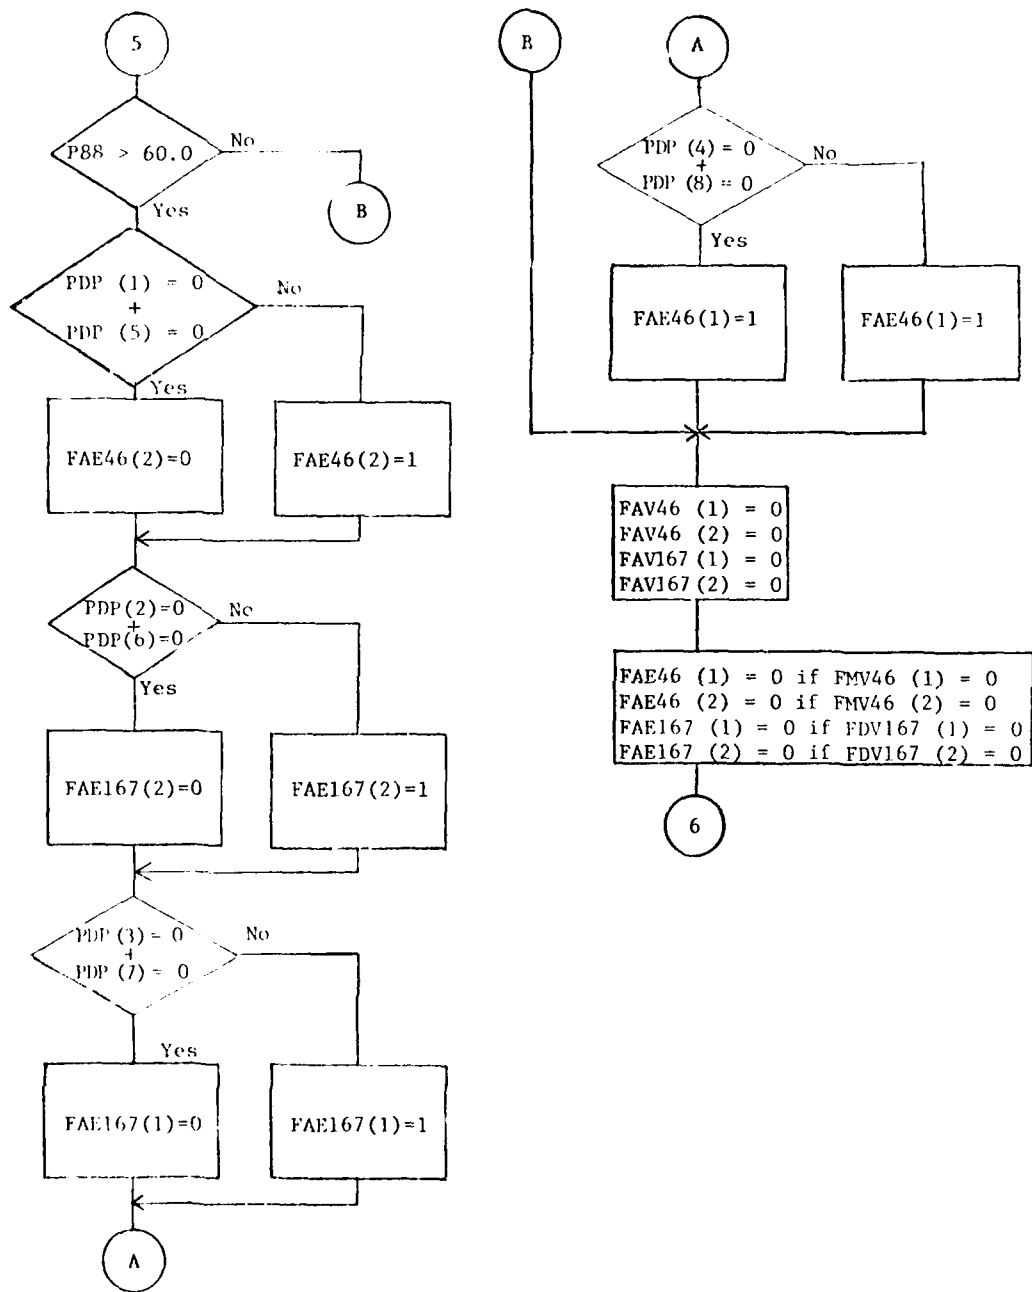 5
P88 > 60.0
No
B
Yes
PDP (1) = 0
+
PDP (5) = 0
No
Yes
FAE46(2)=0
FAE46(2)=1
PDP(2)=0
+
PDP(6)=0
No
Yes
FAE167(2)=0
FAE167(2)=1
PDP (3) = 0
+
PDP (7) = 0
No
Yes
FAE167(1)=0
FAE167(1)=1
A
B
A
PDP (4) = 0
+
PDP (8) = 0
No
Yes
FAE46(1)=1
FAE46(1)=1
FAV46 (1) = 0
FAV46 (2) = 0
FAV167 (1) = 0
FAV167 (2) = 0
FAE46 (1) = 0 if FMV46 (1) = 0
FAE46 (2) = 0 if FMV46 (2) = 0
FAE167 (1) = 0 if FDV167 (1) = 0
FAE167 (2) = 0 if FDV167 (2) = 0
6